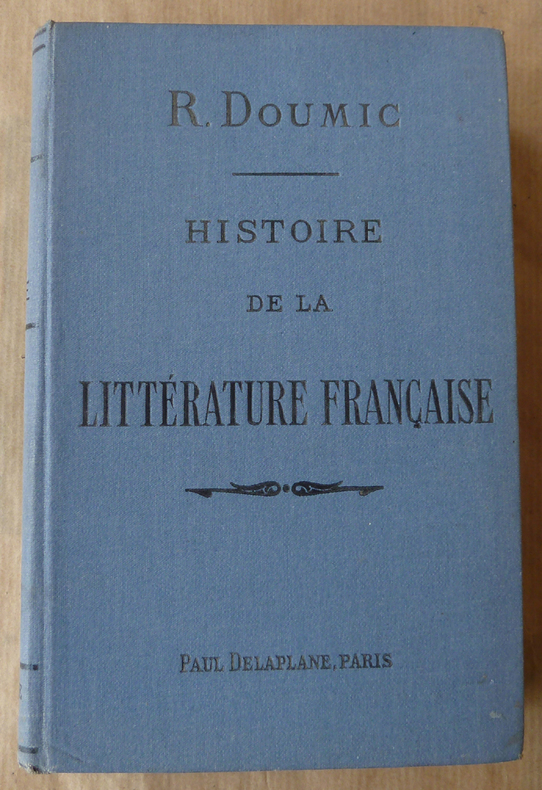 R. DOUMIC
HISTOIRE
DE LA
LITTÉRATURE FRANÇAISE
PAUL DELAPLANE, PARIS